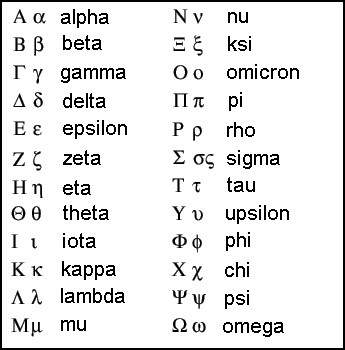 Α α alpha Ν ν nu
Β β beta Ξ ξ ksi
Γ γ gamma Ο ο omicron
Δ δ delta Π π pi
Ε ε epsilon Ρ ρ rho
Ζ ζ zeta Σ σς sigma
Η η eta Τ τ tau
Θ θ theta Υ υ upsilon
Ι ι iota Φ ϕ phi
Κ κ kappa Χ χ chi
Λ λ lambda Ψ ψ psi
Μ μ mu Ω ω omega